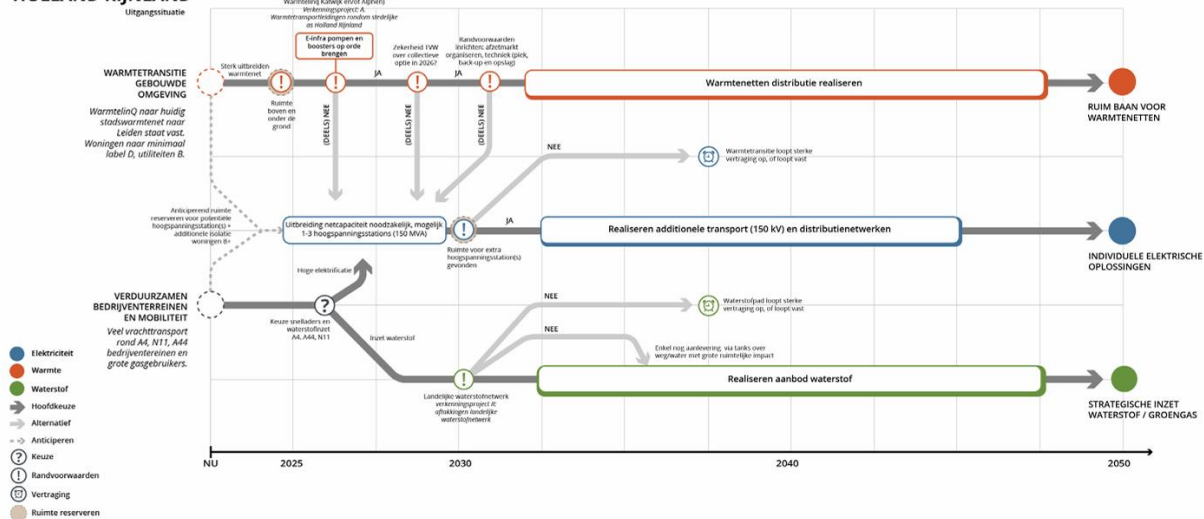 HOLLAND RIJNLAND
Uitgangssituatie
Warmtelinq Katwijk en/of Alphen)
Verkenningsproject: A.
Warmtetransportleidingen rondom stedelijke
as Holland Rijnland
E-infra pompen en
boosters op orde
brengen
Sterk uitbreiden
warmtenet
JA
Zekerheid TVW
over collectieve
optie in 2026?
JA
Randvoorwaarden
inrichten: afzetmarkt
organiseren, techniek (piek,
back-up en opslag)
WARMTETRANSITIE
GEBOUWDE
OMGEVING
WarmtelinQ naar huidig
stadswarmtenet naar
Leiden staat vast.
Woningen naar minimaal
label D, utiliteiten B.
Ruimte
boven en
onder de
grond
(DEELS) NEE
(DEELS) NEE
(DEELS) NEE
Warmtenetten distributie realiseren
RUIM BAAN VOOR
WARMTENETTEN
NEE
Warmtetransitie loopt sterke
vertraging op, of loopt vast
Anticiperend ruimte
reserveren voor potentiele
hoogspanningsstation(s) +
additionele isolatie
woningen B+
Uitbreiding netcapaciteit noodzakelijk, mogelijk
1-3 hoogspanningsstations (150 MVA)
Ruimte voor extra
hoogspanningsstation(s)
gevonden
JA
Realiseren additionele transport (150 kV) en distributienetwerken
INDIVIDUELE ELEKTRISCHE
OPLOSSINGEN
VERDUURZAMEN
BEDRIJVENTERREINEN
EN MOBILITEIT
Veel vrachttransport
rond A4, N11, A44
bedrijventereinen en
grote gasgebruikers.
Hoge elektrificatie
Keuze snelladers en
waterstofinzet
A4, A44, N11
Inzet waterstof
NEE
Waterstofpad loopt sterke
vertraging op, of loopt vast
NEE
Enkel nog aanlevering via tanks over
weg/water met grote ruimtelijke impact
Landelijke waterstofnetwerk
verkenningsproject R:
aftakkingen landelijke
waterstofnetwerk
Realiseren aanbod waterstof
STRATEGISCHE INZET
WATERSTOF / GROENGAS
Elektriciteit
Warmte
Waterstof
Hoofdkeuze
Alternatief
Anticiperen
Keuze
Randvoorwaarden
Vertraging
Ruimte reserveren
NU
2025
2030
2040
2050